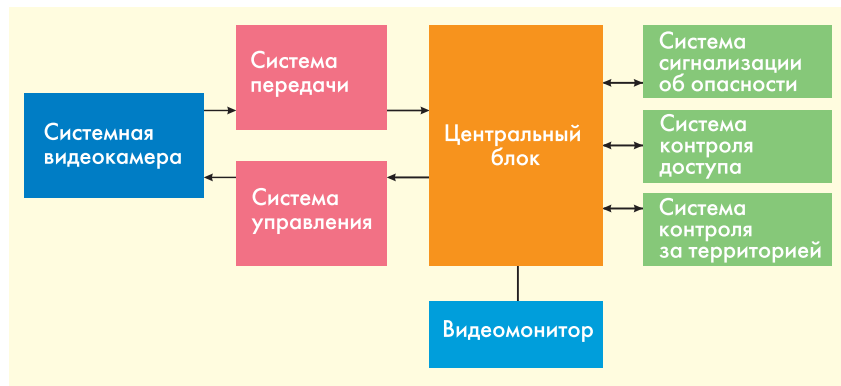 Системная
видеокамера
Система
передачи
Система
управления
Центральный
блок
Видеомонитор
Система
сигнализации
об опасности
Система
контроля
доступа
Система
контроля
за территорией